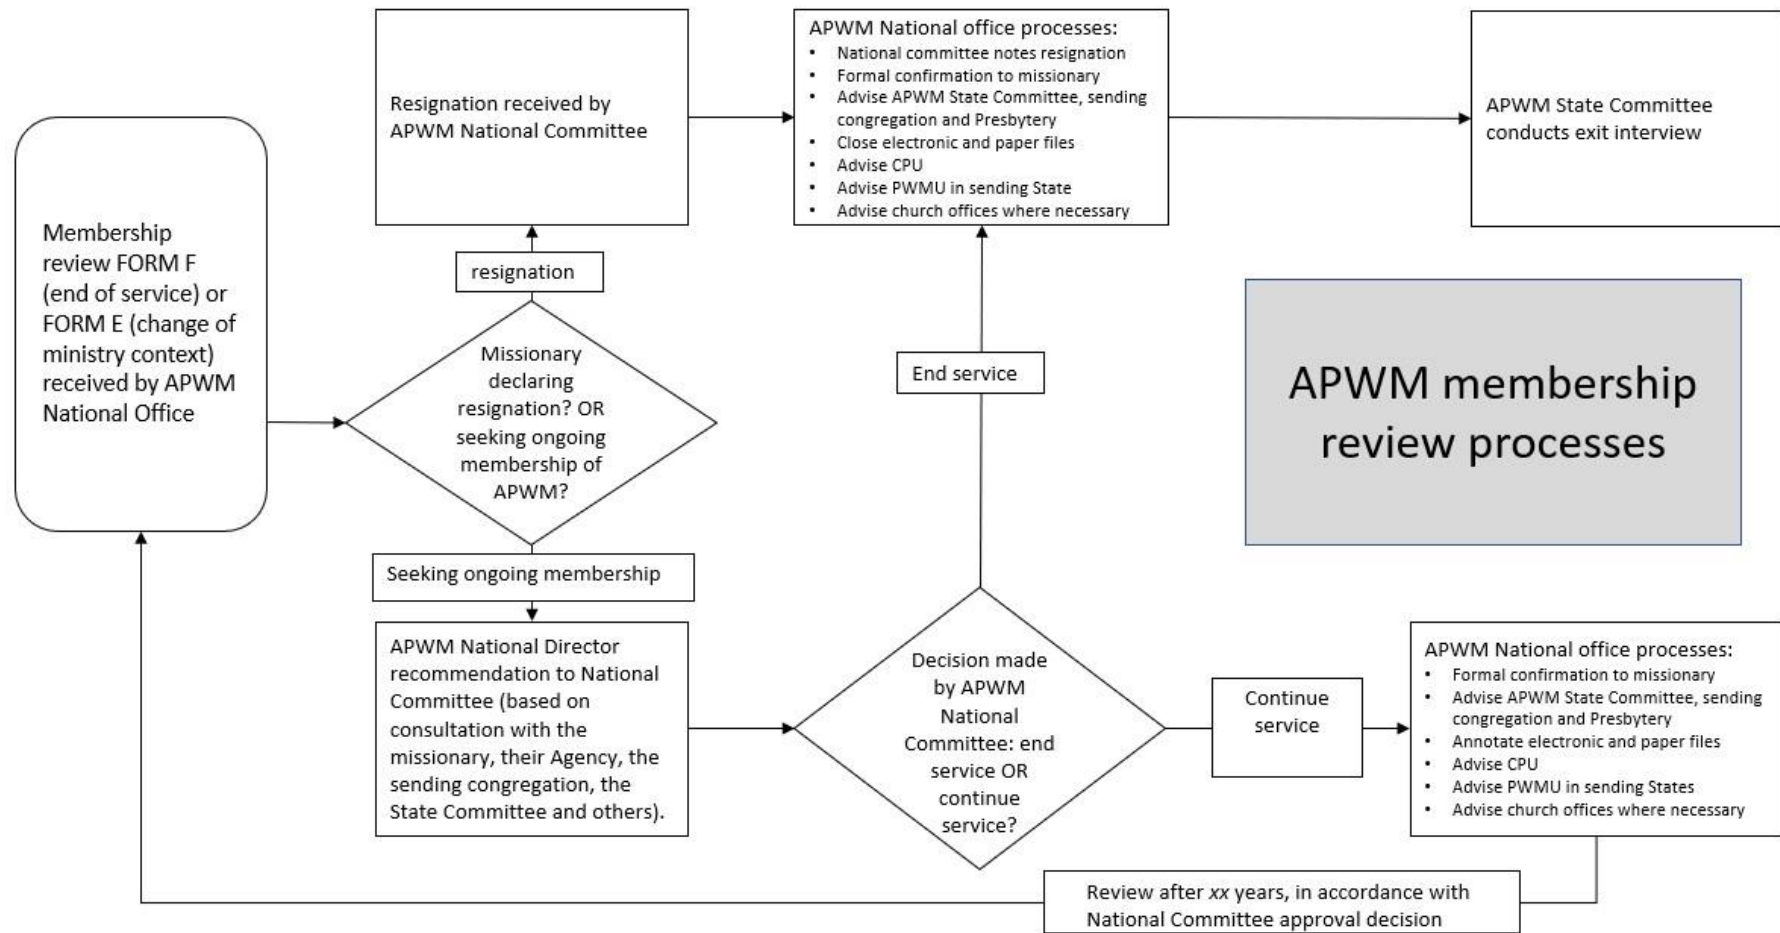 Membership
review FORM F
(end of service) or
FORM E (change of
ministry context)
received by APWM
National Office
Missionary
declaring
resignation? OR
seeking ongoing
membership of
APWM?
resignation
Resignation received by
APWM National Committee
APWM National office processes:
• National committee notes resignation
• Formal confirmation to missionary
• Advise APWM State Committee, sending
congregation and Presbytery
• Close electronic and paper files
• Advise CPU
• Advise PWMU in sending State
• Advise church offices where necessary
APWM State Committee
conducts exit interview
APWM membership
review processes
Seeking ongoing membership
APWM National Director
recommendation to National
Committee (based on
consultation with the
missionary, their Agency, the
sending congregation, the
State Committee and others).
Decision made
by APWM
National
Committee: end
service OR
continue
service?
End service
Continue
service
APWM National office processes:
• Formal confirmation to missionary
• Advise APWM State Committee, sending
congregation and Presbytery
• Annotate electronic and paper files
• Advise CPU
• Advise PWMU in sending States
• Advise church offices where necessary
Review after xx years, in accordance with
National Committee approval decision